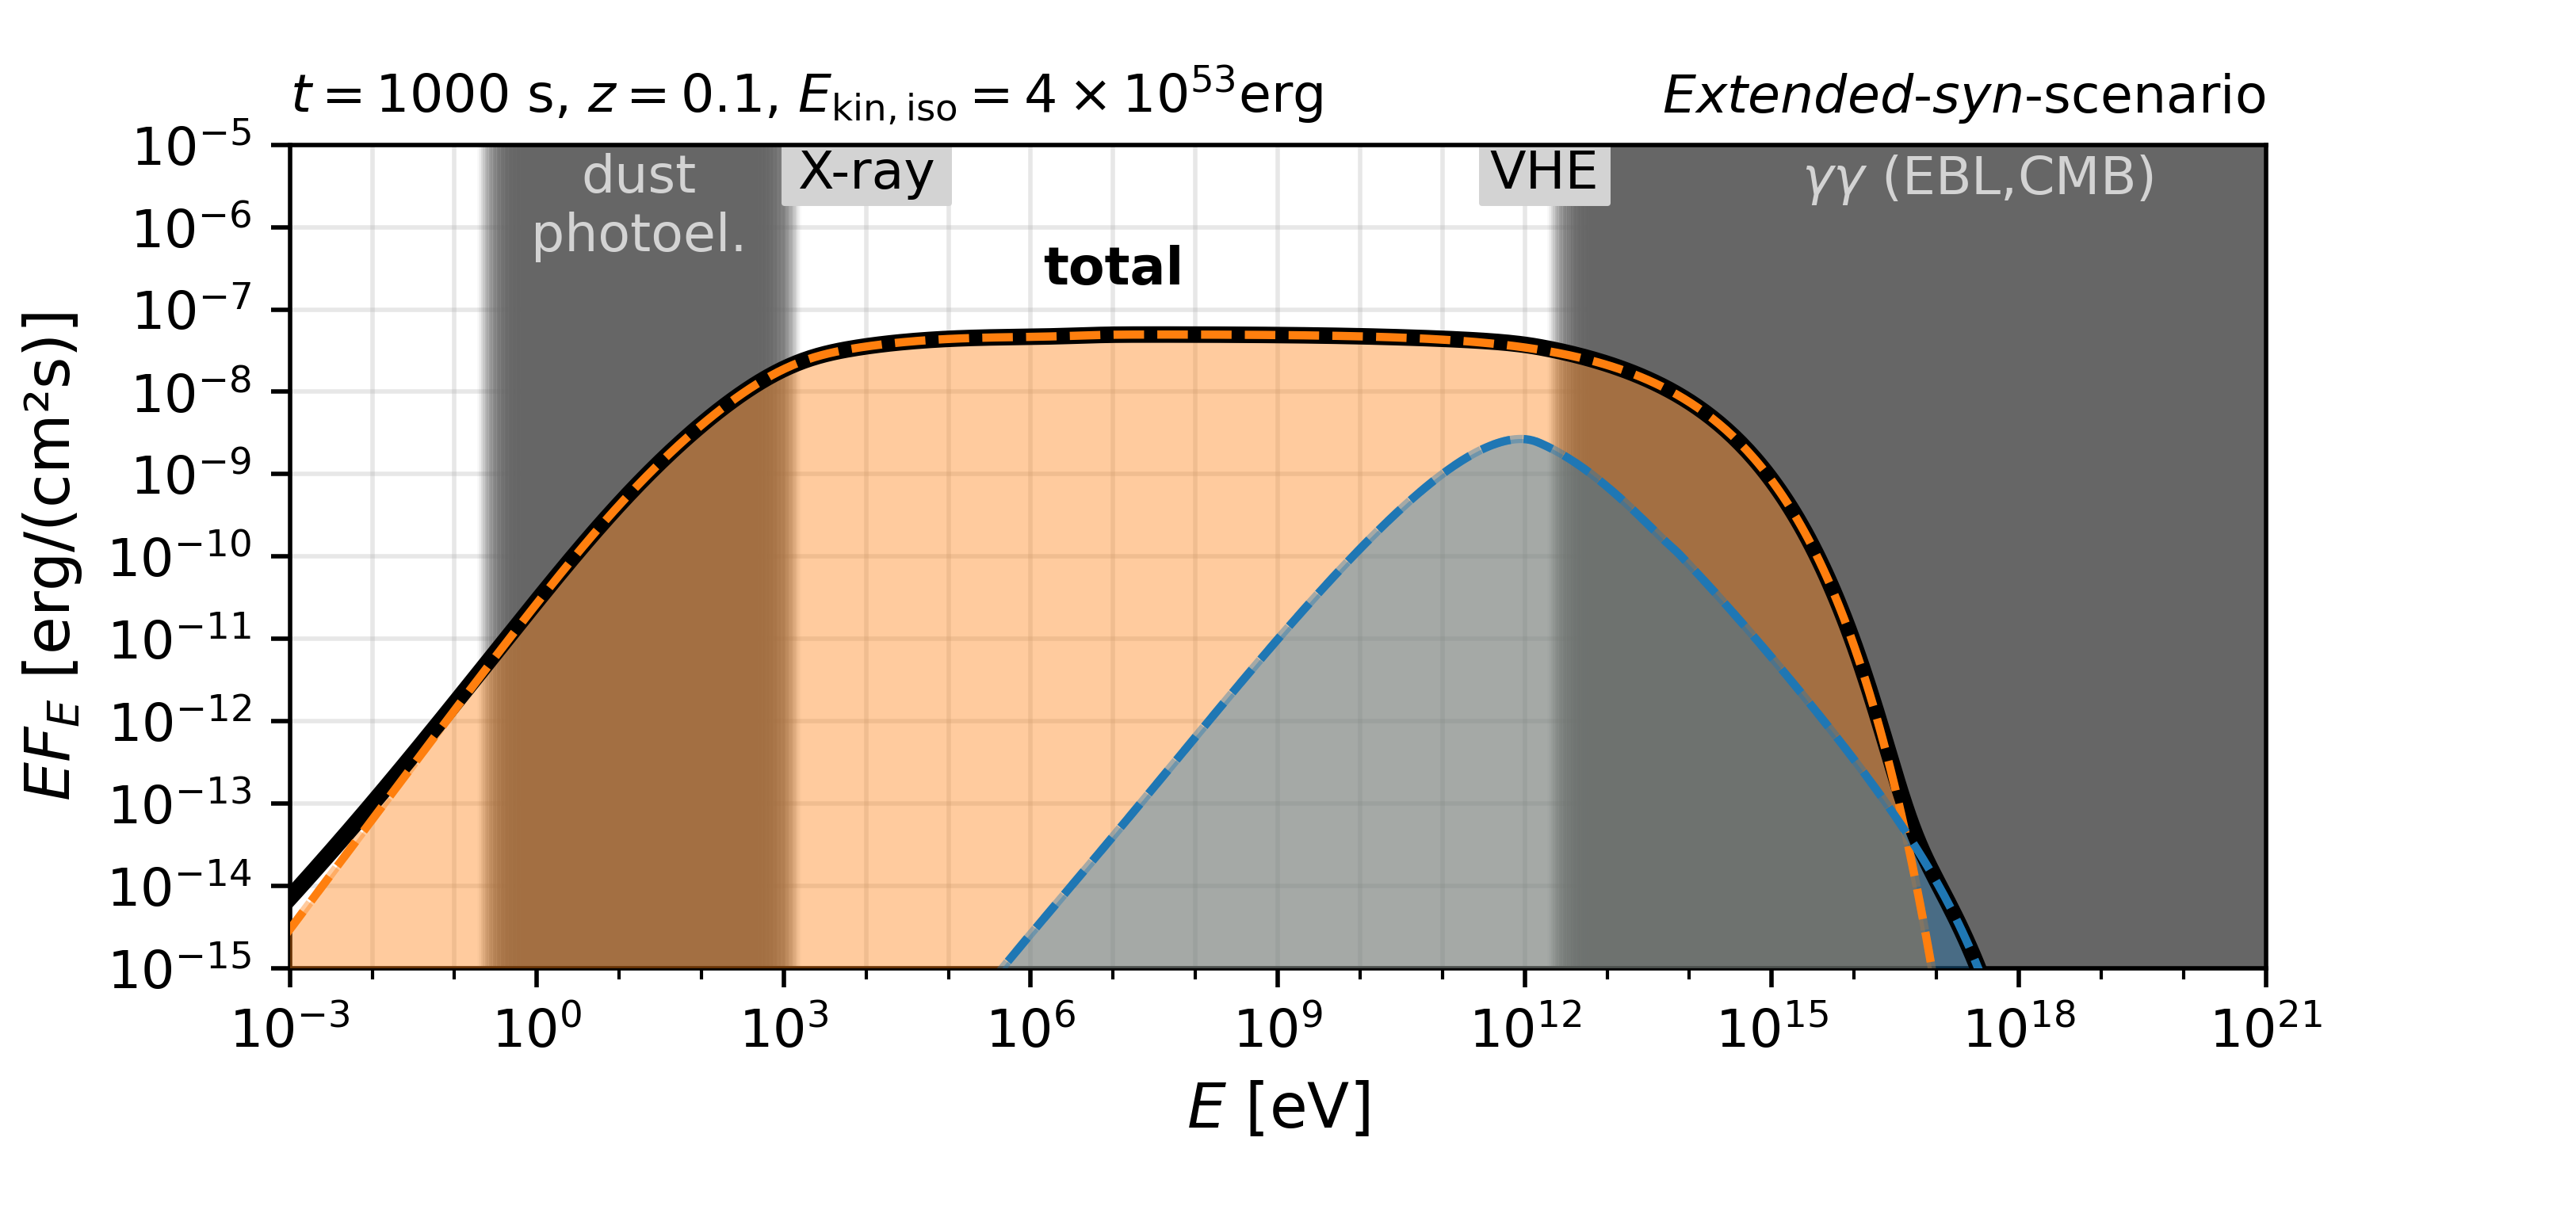 t = 1000 s, z = 0.1, E_kin, iso = 4 × 10^53 erg
Extended-syn-scenario
dust
photoel.
X-ray
VHE
γγ (EBL,CMB)
total
EF_E [erg/(cm²s)]
10^−5
10^−6
10^−7
10^−8
10^−9
10^−10
10^−11
10^−12
10^−13
10^−14
10^−15
10^−3
10^0
10^3
10^6
10^9
10^12
10^15
10^18
10^21
E [eV]